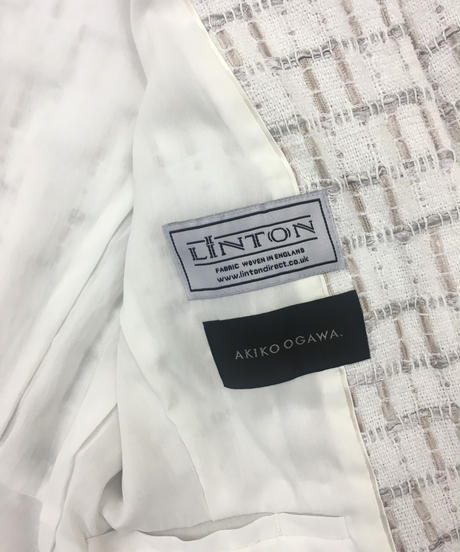 LINTON
FABRIC WOVEN IN ENGLAND
www.lintondirect.co.uk
AKIKO OGAWA.